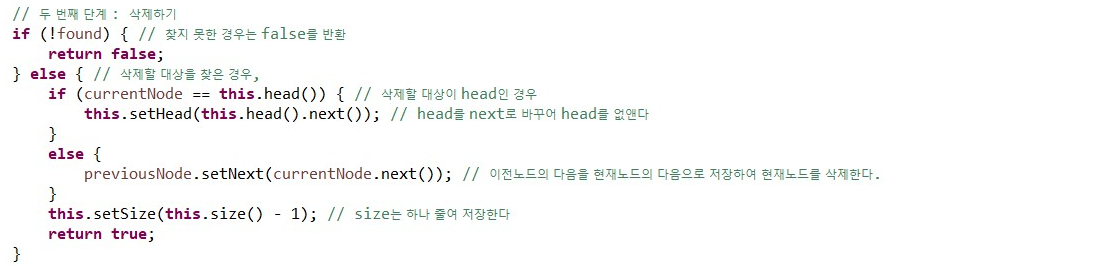 // 두 번째 단계 : 삭제하기
if (!found) { // 찾지 못한 경우는 false를 반환
    return false;
} else { // 삭제할 대상을 찾은 경우,
    if (currentNode == this.head()) { // 삭제할 대상이 head인 경우
        this.setHead(this.head().next()); // head를 next로 바꾸어 head를 없앤다
    }
    else {
        previousNode.setNext(currentNode.next()); // 이전노드의 다음을 현재노드의 다음으로 저장하여 현재노드를 삭제한다.
    }
    this.setSize(this.size() - 1); // size는 하나 줄여 저장한다
    return true;
}